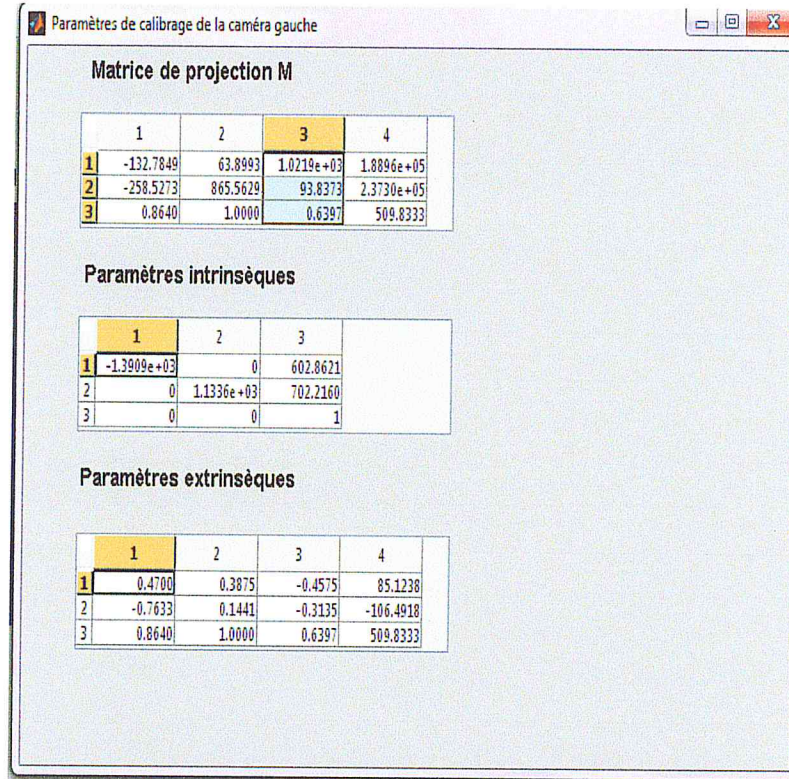 Paramètres de calibrage de la caméra gauche
Matrice de projection M
1 2 3 4
1 -132.7849 63.8993 1.0219e+03 1.8896e+05
2 -258.5273 865.5629 93.8373 2.3730e+05
3 0.8640 1.0000 0.6397 509.8333
Paramètres intrinsèques
1 2 3
1 -1.3909e+03 0 602.8621
2 0 1.1336e+03 702.2160
3 0 0 1
Paramètres extrinsèques
1 2 3 4
1 0.4700 0.3875 -0.4575 85.1238
2 -0.7633 0.1441 -0.3135 -106.4918
3 0.8640 1.0000 0.6397 509.8333